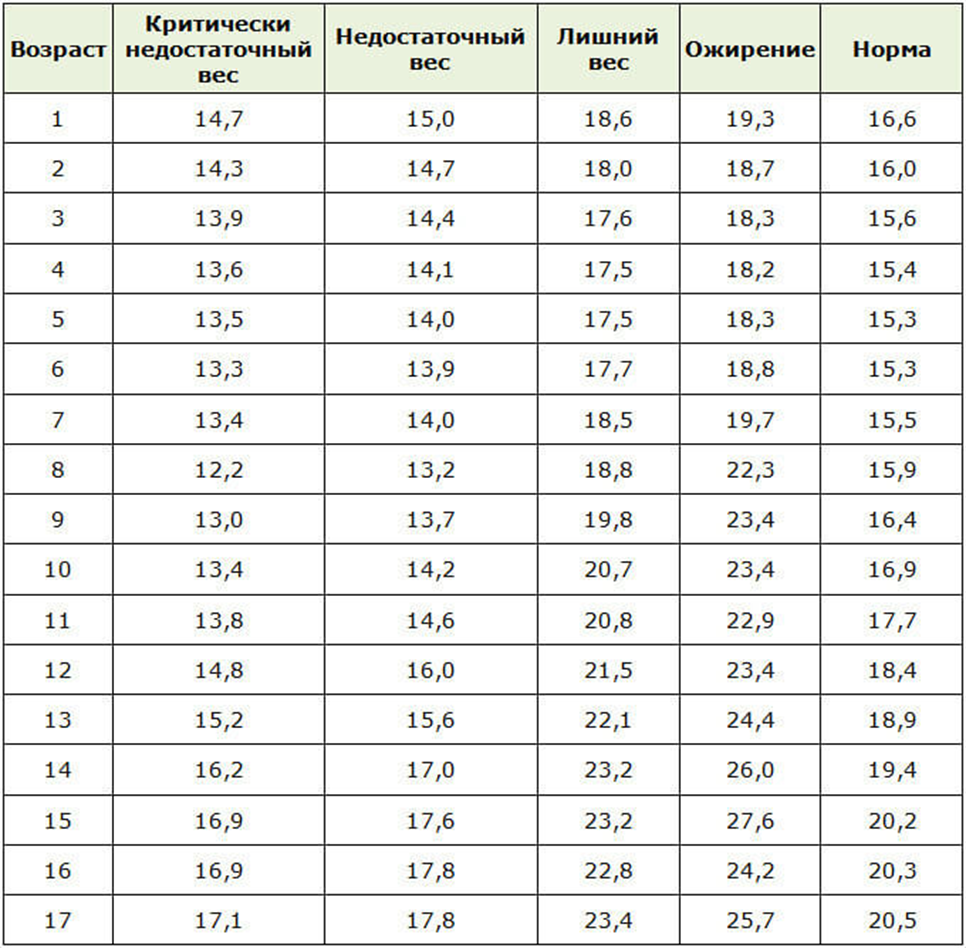 Возраст Критически недостаточный вес Недостаточный вес Лишний вес Ожирение Норма
1 14,7 15,0 18,6 19,3 16,6
2 14,3 14,7 18,0 18,7 16,0
3 13,9 14,4 17,6 18,3 15,6
4 13,6 14,1 17,5 18,2 15,4
5 13,5 14,0 17,5 18,3 15,3
6 13,3 13,9 17,7 18,8 15,3
7 13,4 14,0 18,5 19,7 15,5
8 12,2 13,2 18,8 22,3 15,9
9 13,0 13,7 19,8 23,4 16,4
10 13,4 14,2 20,7 23,4 16,9
11 13,8 14,6 20,8 22,9 17,7
12 14,8 16,0 21,5 23,4 18,4
13 15,2 15,6 22,1 24,4 18,9
14 16,2 17,0 23,2 26,0 19,4
15 16,9 17,6 23,2 27,6 20,2
16 16,9 17,8 22,8 24,2 20,3
17 17,1 17,8 23,4 25,7 20,5